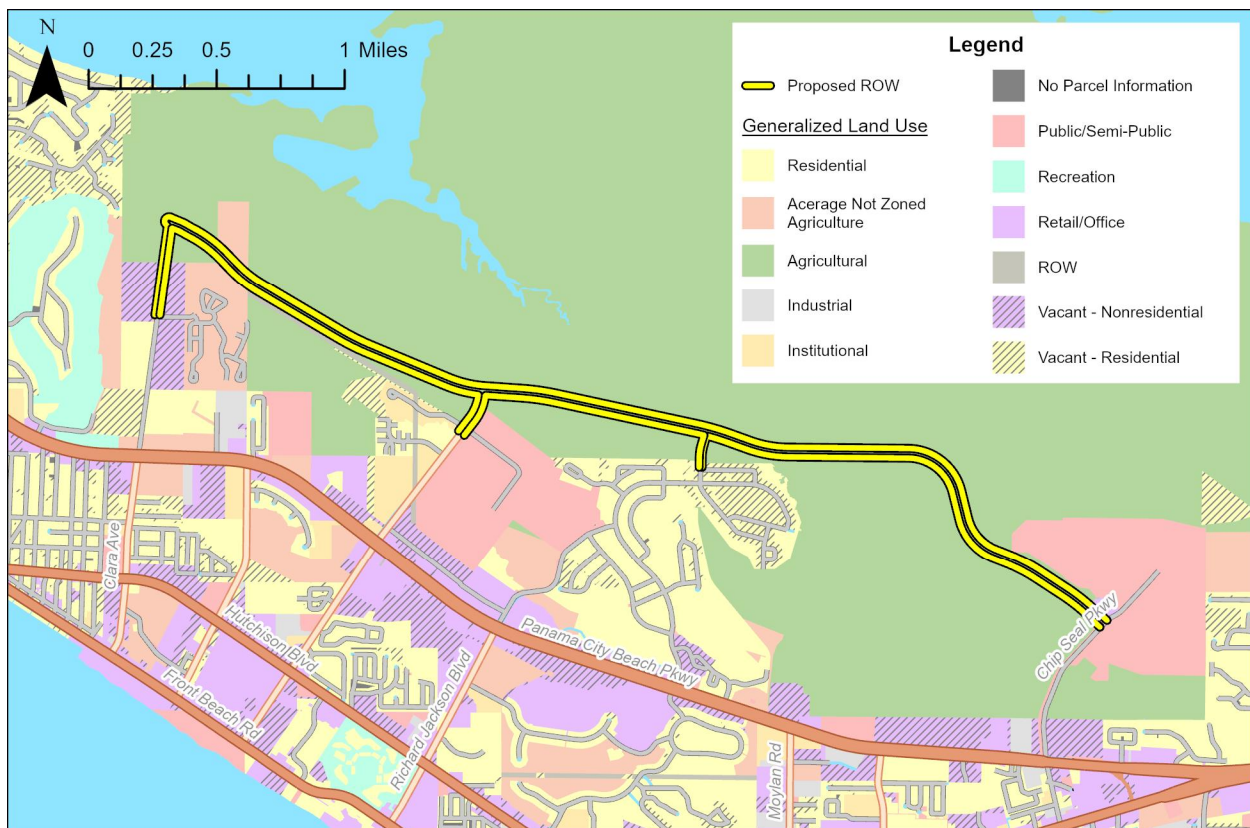 N
0 0.25 0.5 1 Miles
Legend
Proposed ROW
Generalized Land Use
Residential
Acerage Not Zoned
Agriculture
Agricultural
Industrial
Institutional
No Parcel Information
Public/Semi-Public
Recreation
Retail/Office
ROW
Vacant - Nonresidential
Vacant - Residential
Clara Ave
Hutchison Blvd
Front Beach Rd
Richard Jackson Blvd
Panama City Beach Pkwy
Moylan Rd
Chip Seal Pkwy